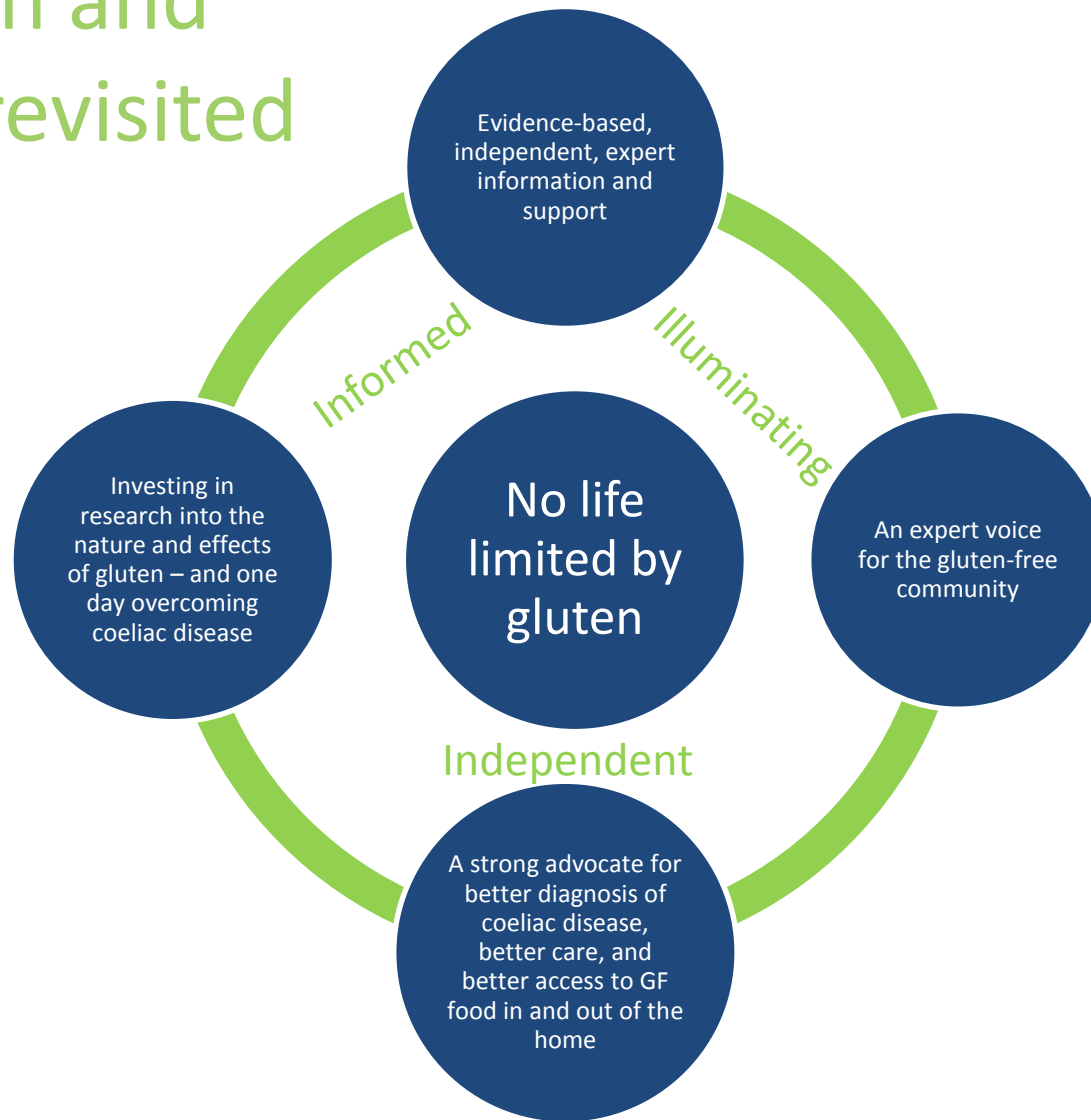 and
revisited
Evidence-based,
independent, expert
information and
support
Informed
Illuminating
Investing in
research into the
nature and effects
of gluten – and one
day overcoming
coeliac disease
No life
limited by
gluten
An expert voice
for the gluten-free
community
Independent
A strong advocate for
better diagnosis of
coeliac disease,
better care, and
better access to GF
food in and out of the
home